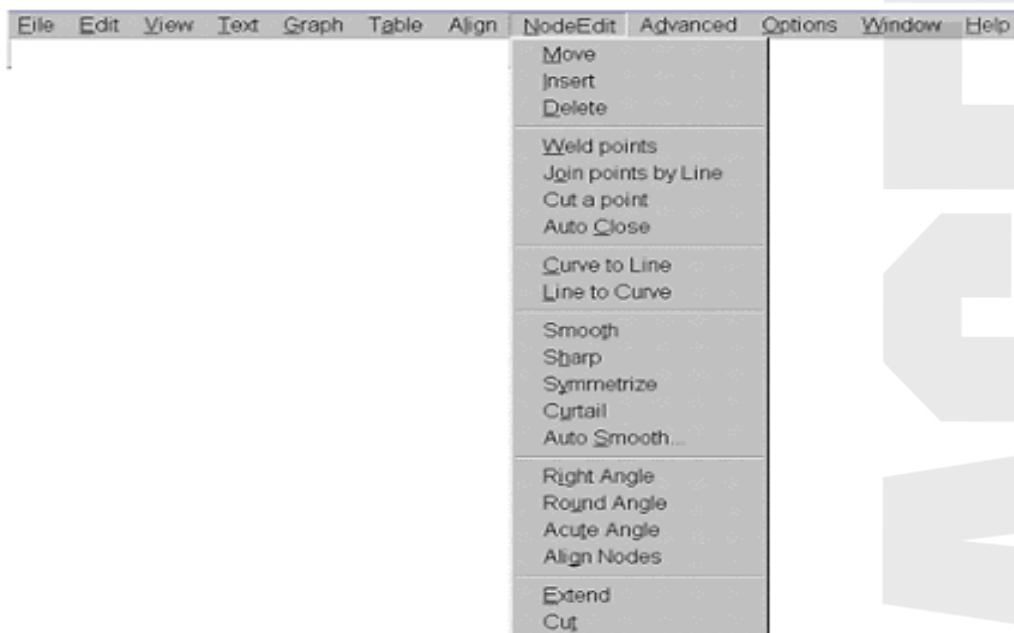 File Edit View Text Graph Table Align NodeEdit Advanced Options Window Help
Move
Insert
Delete
Weld points
Join points by Line
Cut a point
Auto Close
Curve to Line
Line to Curve
Smooth
Sharp
Symmetrize
Curtail
Auto Smooth...
Right Angle
Round Angle
Acute Angle
Align Nodes
Extend
Cut